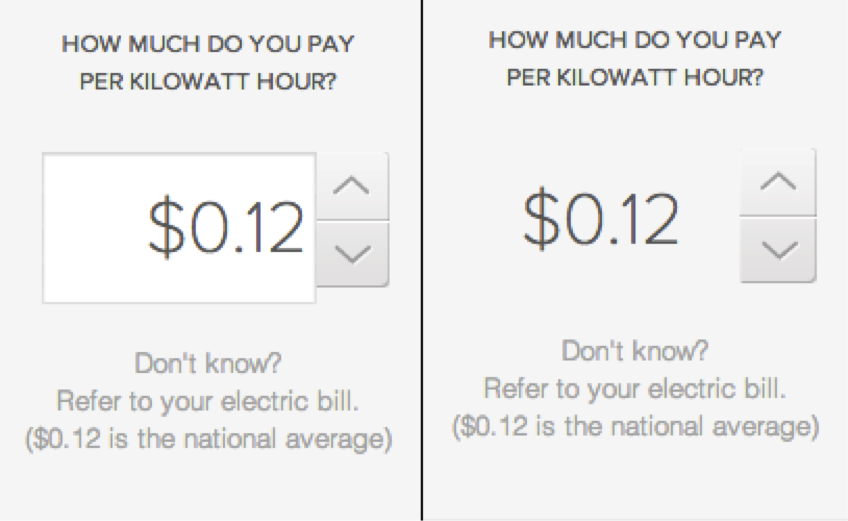 HOW MUCH DO YOU PAY
PER KILOWATT HOUR?
$0.12
Don't know?
Refer to your electric bill.
($0.12 is the national average)
HOW MUCH DO YOU PAY
PER KILOWATT HOUR?
$0.12
Don't know?
Refer to your electric bill.
($0.12 is the national average)